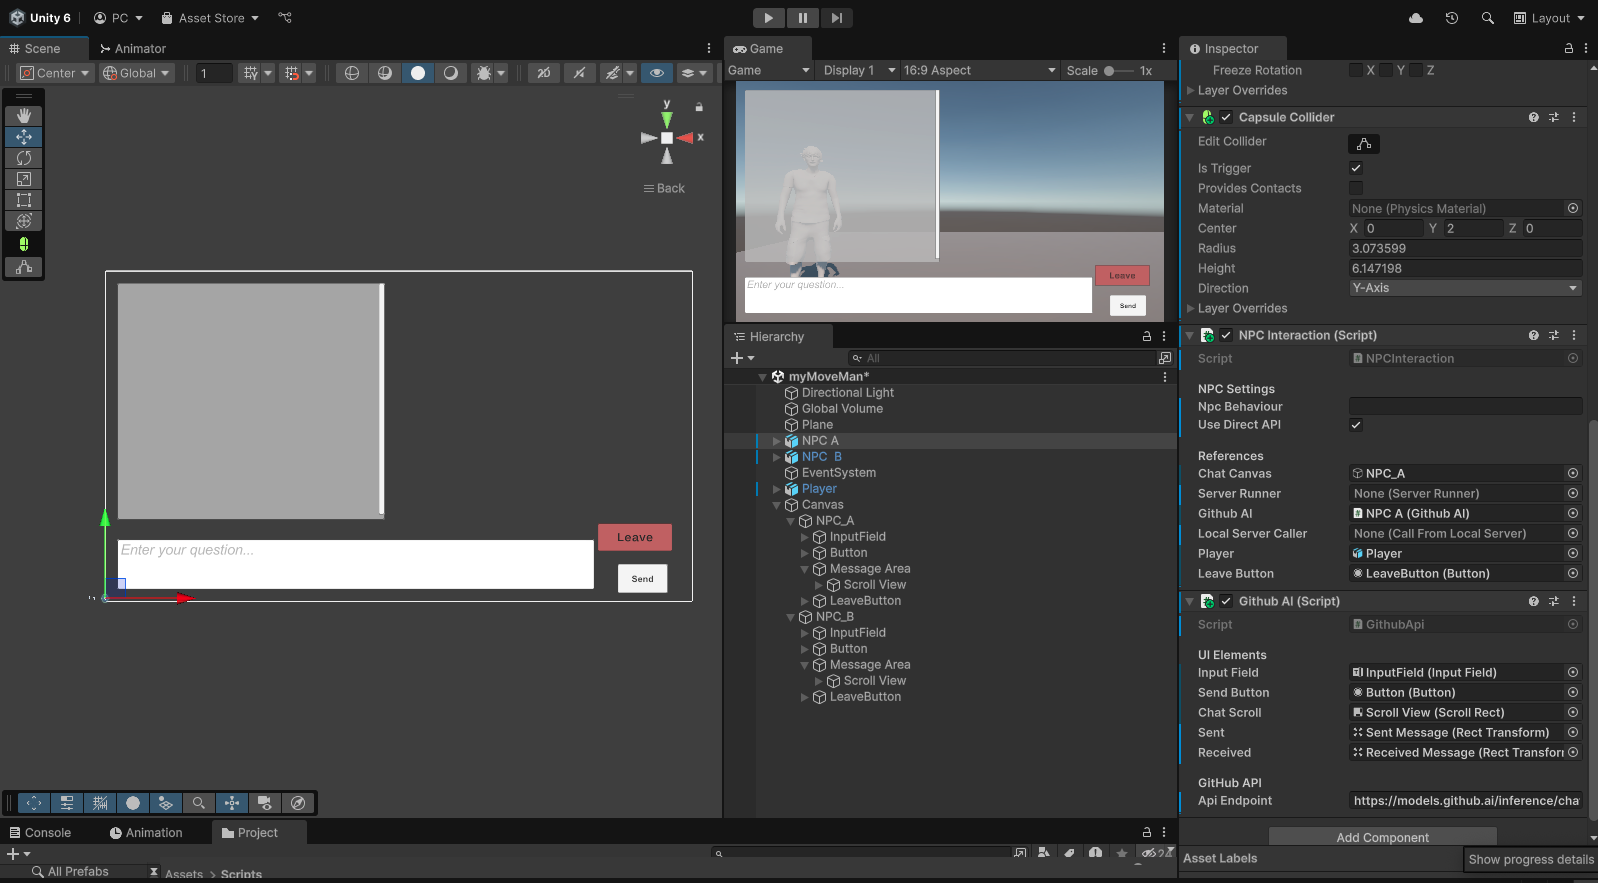 Unity 6 PC Asset Store Layout
Scene Animator
Center Global 1
y
x
Back
Enter your question...
Leave
Send
Game
Game Display 1 16:9 Aspect Scale 1x
Enter your question...
Leave
Send
Hierarchy
All
myMoveMan*
Directional Light
Global Volume
Plane
NPC A
NPC B
EventSystem
Player
Canvas
NPC_A
InputField
Button
Message Area
Scroll View
LeaveButton
NPC_B
InputField
Button
Message Area
Scroll View
LeaveButton
Inspector
Freeze Rotation X Y Z
Layer Overrides
Capsule Collider
Edit Collider
Is Trigger
Provides Contacts
Material None (Physics Material)
Center X 0 Y 2 Z 0
Radius 3.073599
Height 6.147198
Direction Y-Axis
Layer Overrides
NPC Interaction (Script)
Script NPCInteraction
NPC Settings
Npc Behaviour
Use Direct API
References
Chat Canvas NPC_A
Server Runner None (Server Runner)
Github AI NPC A (Github AI)
Local Server Caller None (Call From Local Server)
Player Player
Leave Button LeaveButton (Button)
Github AI (Script)
Script GithubApi
UI Elements
Input Field InputField (Input Field)
Send Button Button (Button)
Chat Scroll Scroll View (Scroll Rect)
Sent Sent Message (Rect Transform)
Received Received Message (Rect Transform
GitHub API
Api Endpoint https://models.github.ai/inference/cha
Add Component
Asset Labels
Show progress details
Console Animation Project
All Prefabs Assets > Scripts
24